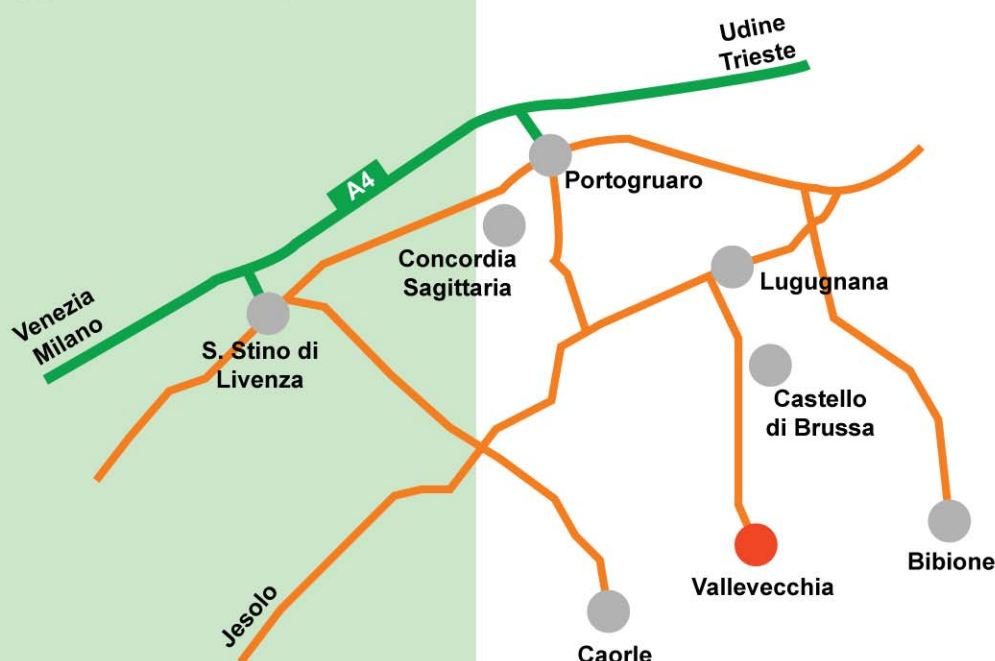 Udine
Trieste
A4
Portogruaro
Concordia
Sagittaria
Lugugnana
Venezia
Milano
S. Stino di
Livenza
Castello
di Brussa
Bibione
Vallevecchia
Jesolo
Caorle